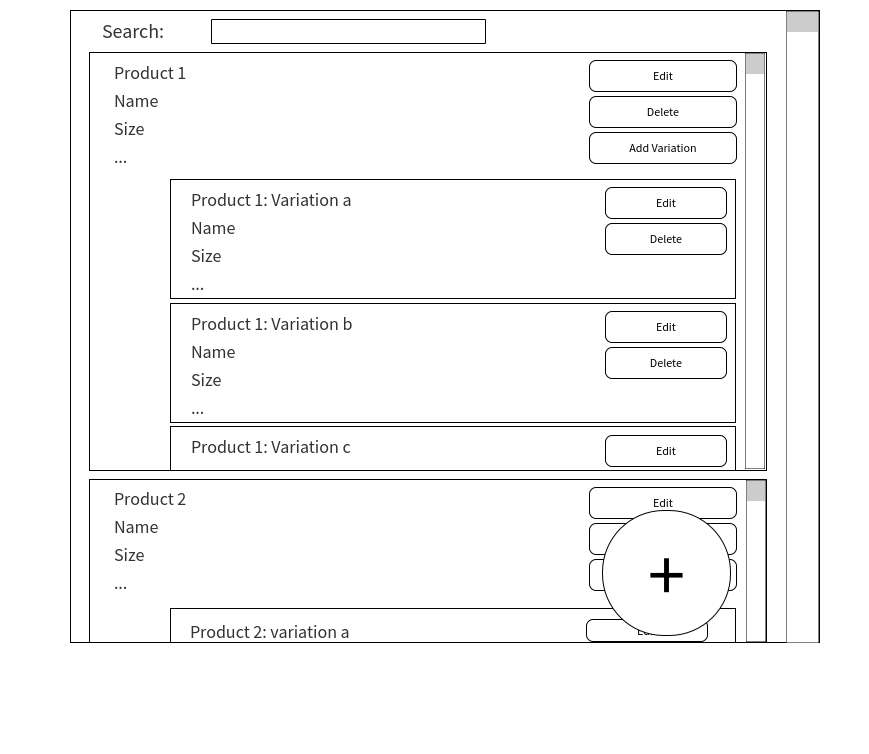 Search:
Product 1
Edit
Name
Delete
Size
Add Variation
...
Product 1: Variation a
Edit
Name
Delete
Size
...
Product 1: Variation b
Edit
Name
Delete
Size
...
Product 1: Variation c
Edit
Product 2
Edit
Name
Size
...
+
Product 2: variation a